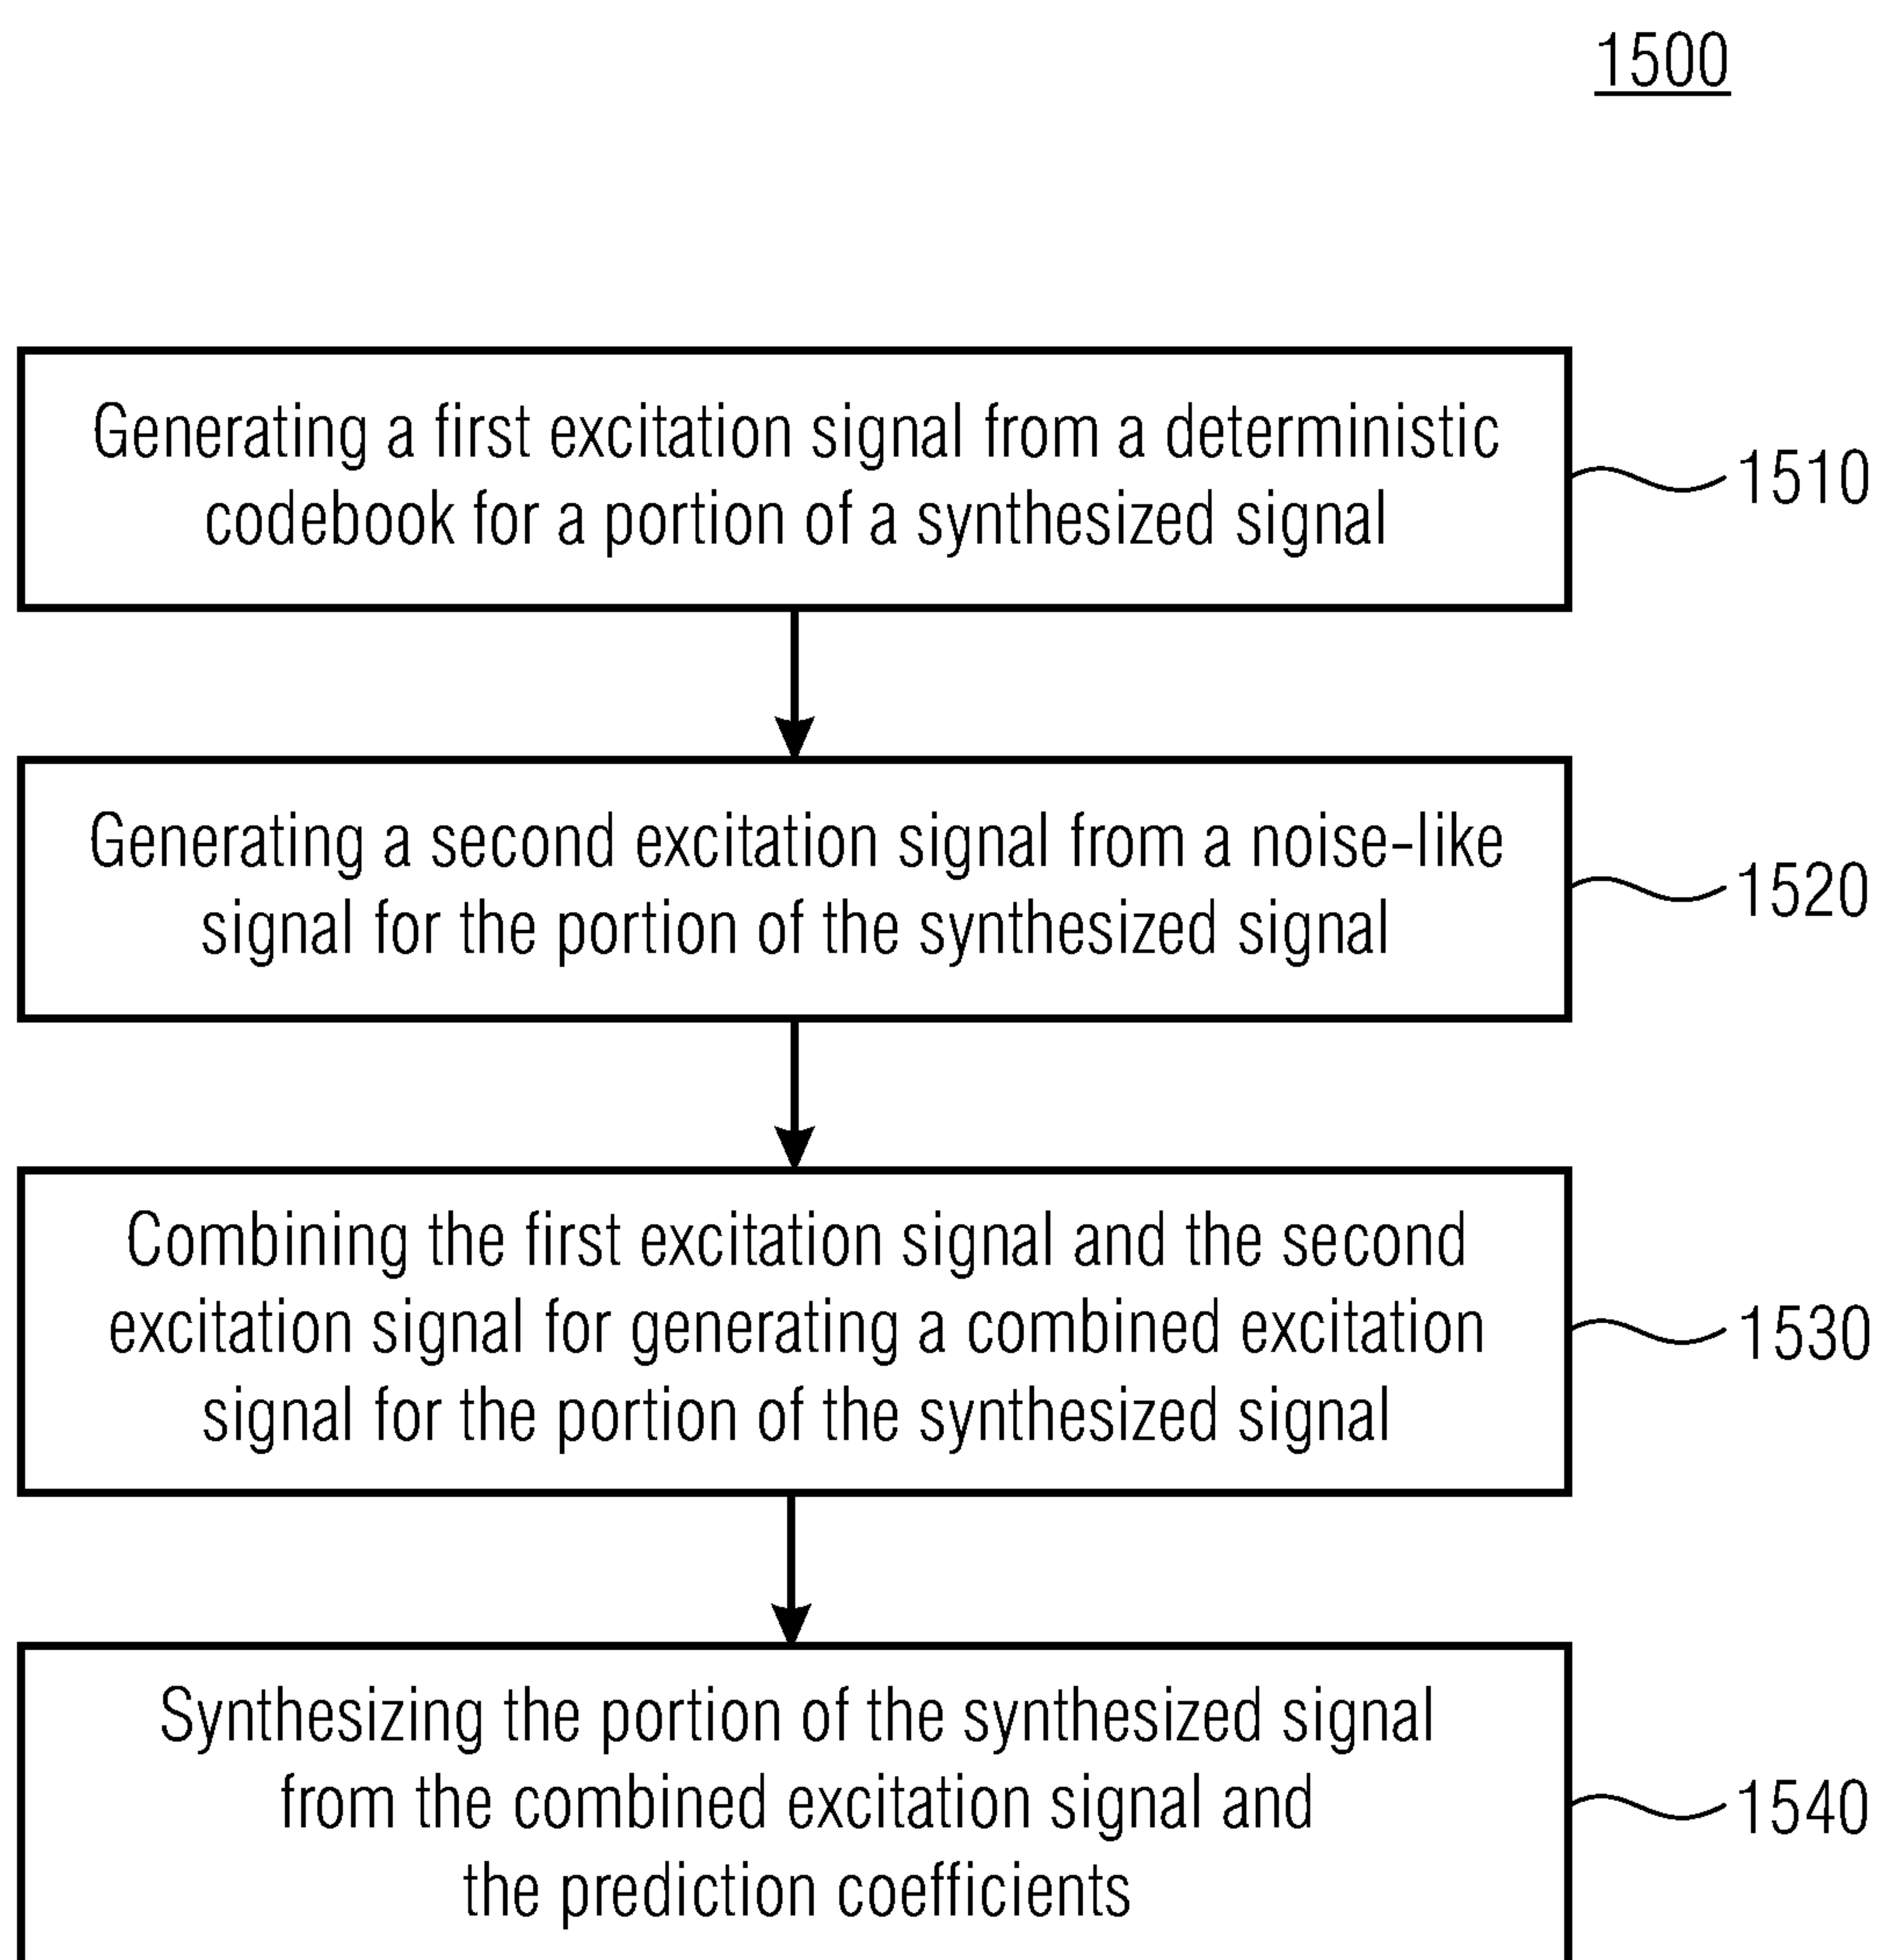 1500
Generating a first excitation signal from a deterministic
codebook for a portion of a synthesized signal
1510
Generating a second excitation signal from a noise-like
signal for the portion of the synthesized signal
1520
Combining the first excitation signal and the second
excitation signal for generating a combined excitation
signal for the portion of the synthesized signal
1530
Synthesizing the portion of the synthesized signal
from the combined excitation signal and
the prediction coefficients
1540